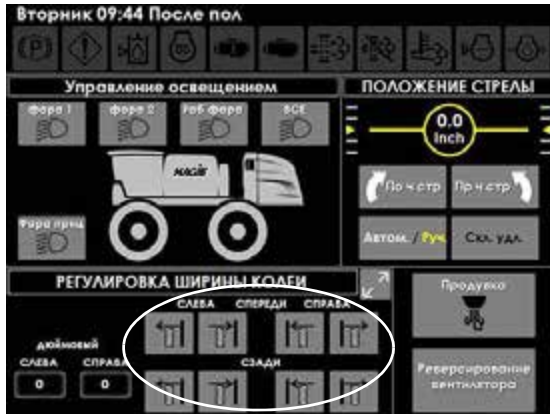 Вторник 09:44 После пол
Управление освещением
ПОЛОЖЕНИЕ СТРЕЛЫ
фара 1
фара 2
Раб фара
ВСЕ
0.0
Inch
По ч стр
Пр ч стр
Фара приц
Автом. / Руч.
Скл. удл.
РЕГУЛИРОВКА ШИРИНЫ КОЛЕИ
СЛЕВА СПЕРЕДИ СПРАВА
дюймовый
СЛЕВА СПРАВА
0 0
СЗАДИ
Продувка
Реверсирование
вентилятора